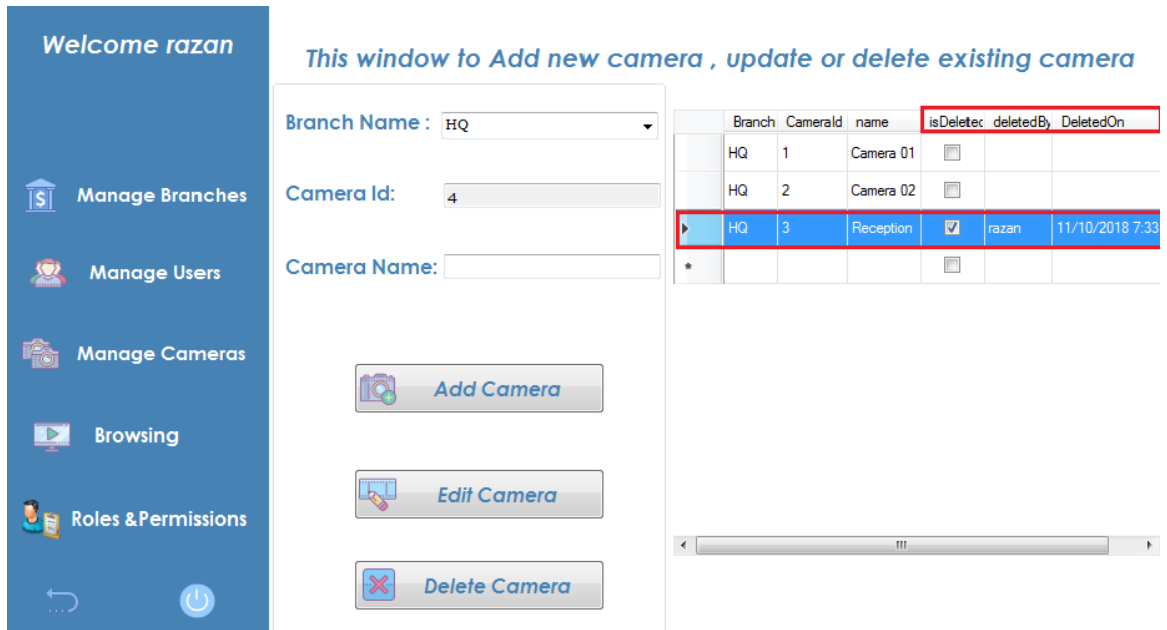 Welcome razan
This window to Add new camera , update or delete existing camera
Manage Branches
Manage Users
Manage Cameras
Browsing
Roles &Permissions
Branch Name : HQ
Camera Id: 4
Camera Name:
Add Camera
Edit Camera
Delete Camera
Branch CameraId name isDeleted deletedBy DeletedOn
HQ 1 Camera 01
HQ 2 Camera 02
HQ 3 Reception razan 11/10/2018 7:33